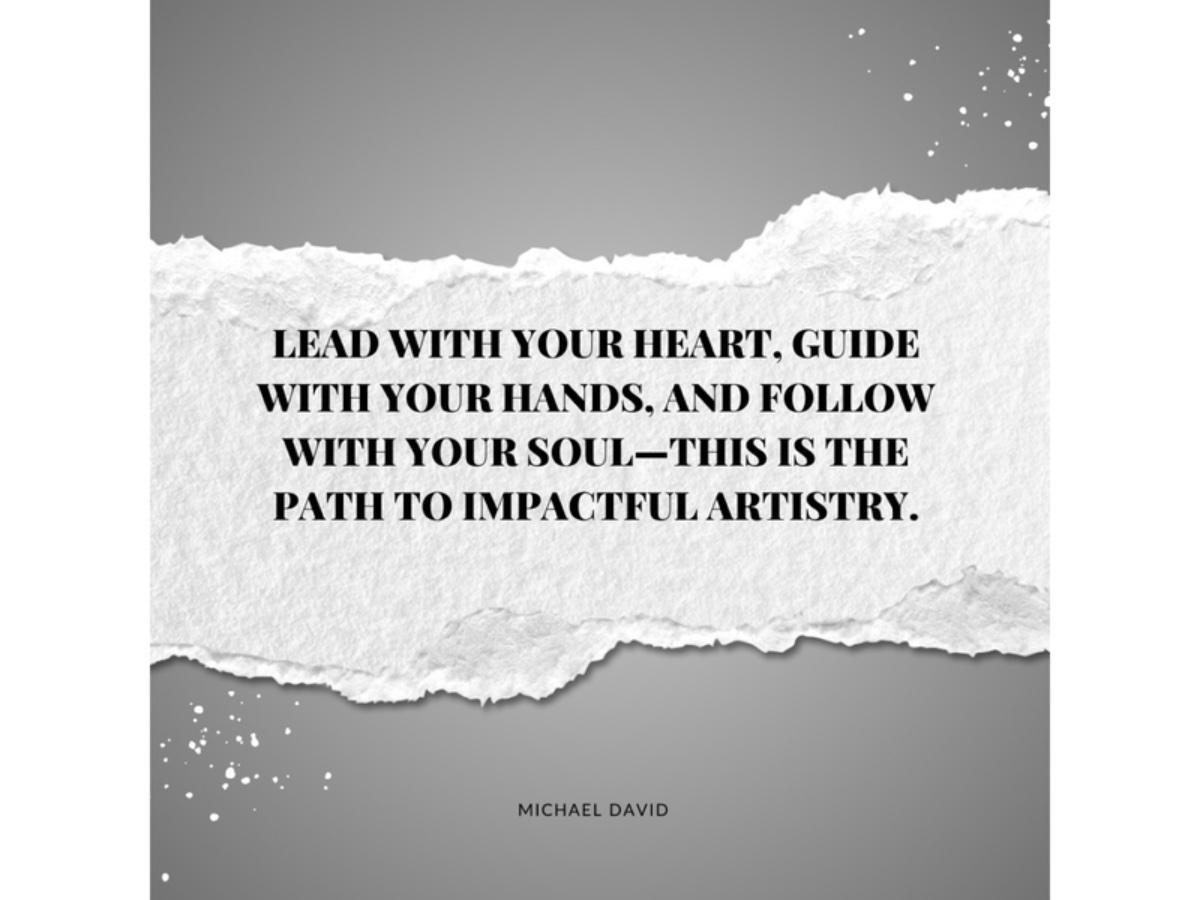 LEAD WITH YOUR HEART, GUIDE
WITH YOUR HANDS, AND FOLLOW
WITH YOUR SOUL—THIS IS THE
PATH TO IMPACTFUL ARTISTRY.
MICHAEL DAVID